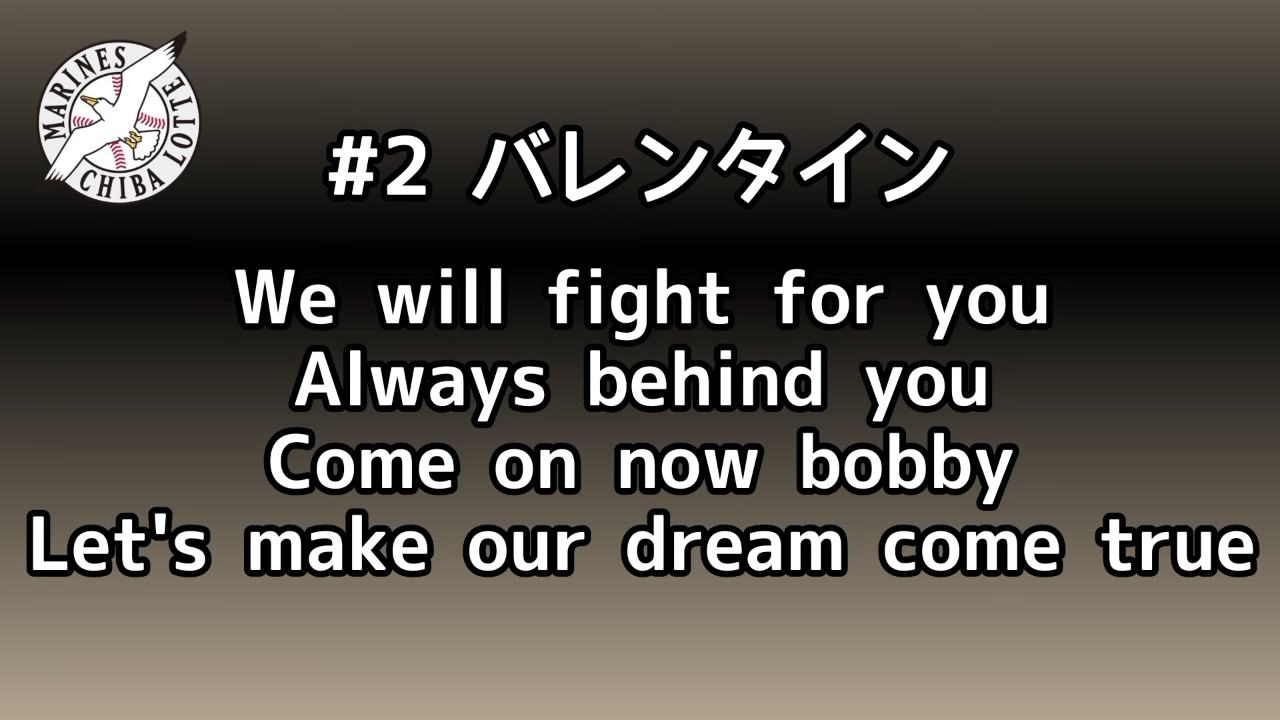 MARINES
CHIBA LOTTE
#2 バレンタイン
We will fight for you
Always behind you
Come on now bobby
Let's make our dream come true